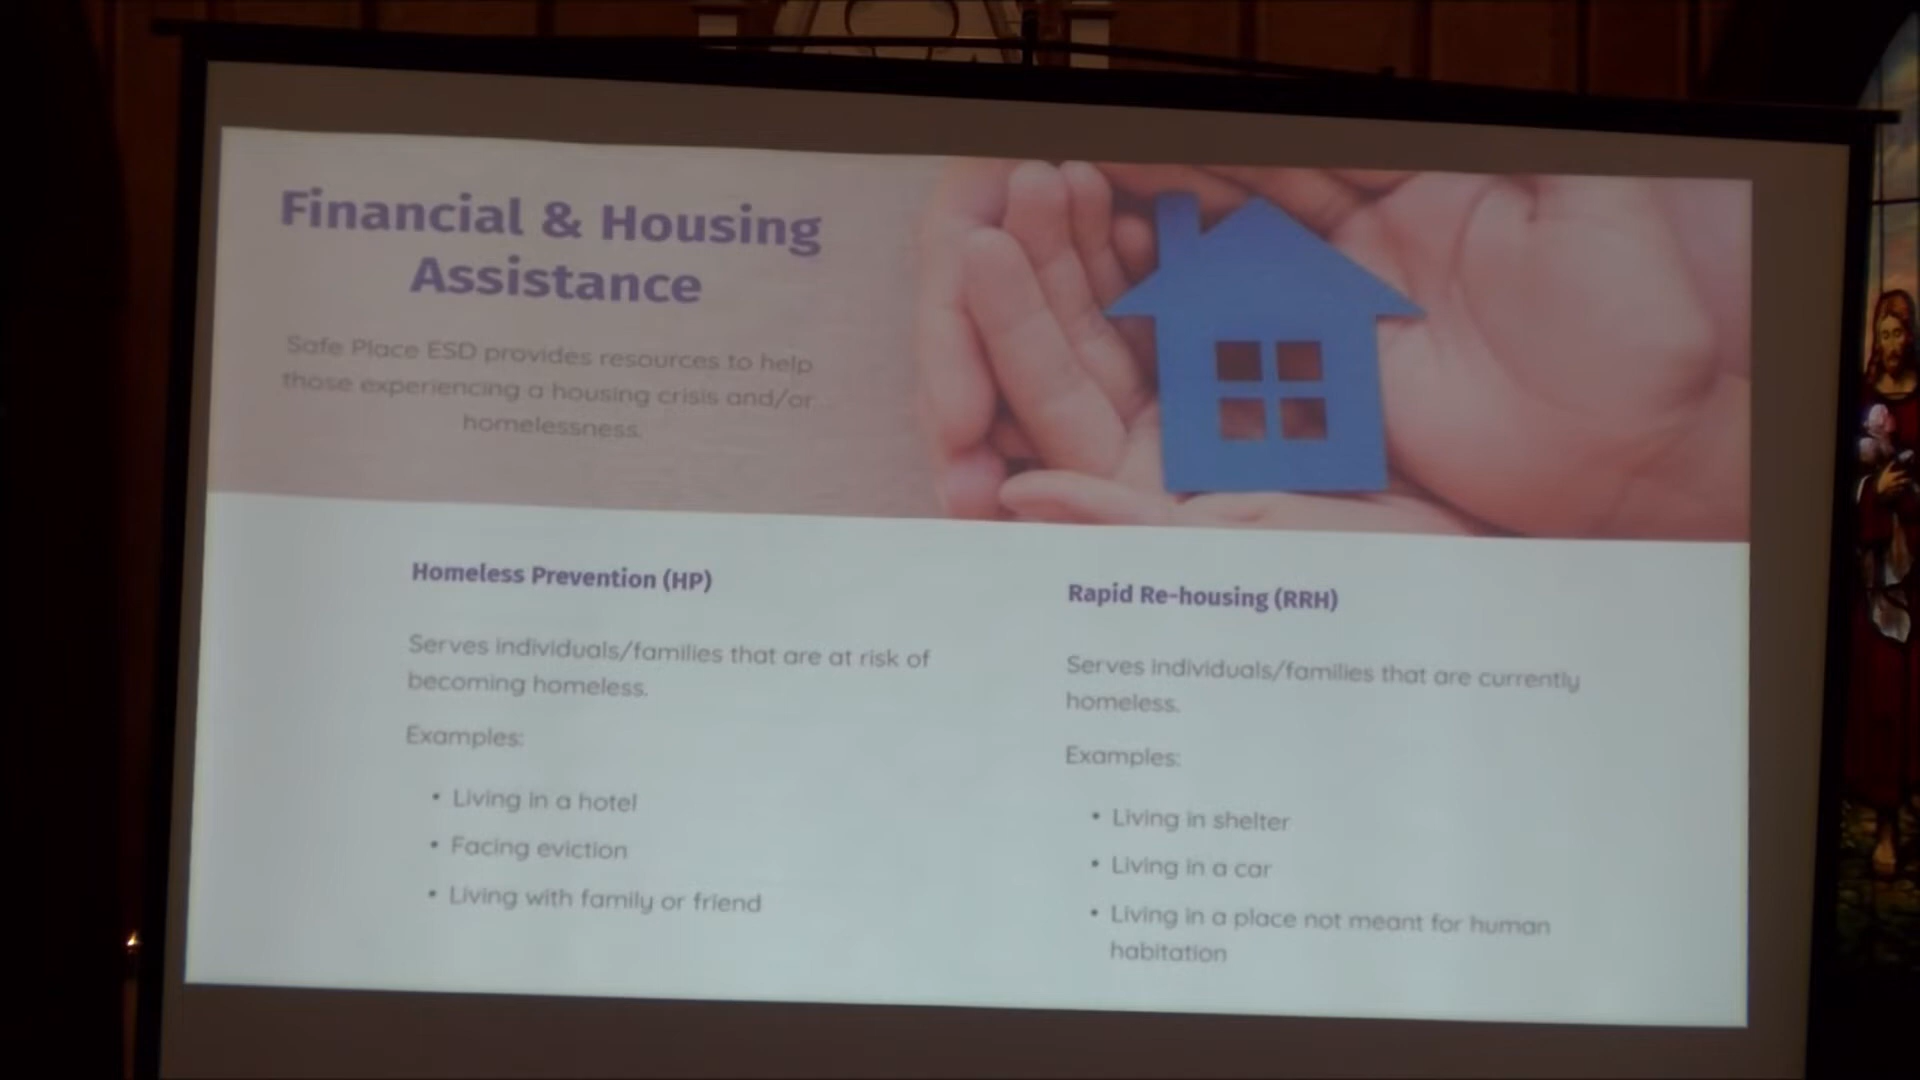 Financial & Housing
Assistance
Safe Place ESD provides resources to help
those experiencing a housing crisis and/or
homelessness.
Homeless Prevention (HP)
Serves individuals/families that are at risk of
becoming homeless.
Examples:
• Living in a hotel
• Facing eviction
• Living with family or friend
Rapid Re-housing (RRH)
Serves individuals/families that are currently
homeless.
Examples:
• Living in shelter
• Living in a car
• Living in a place not meant for human
habitation